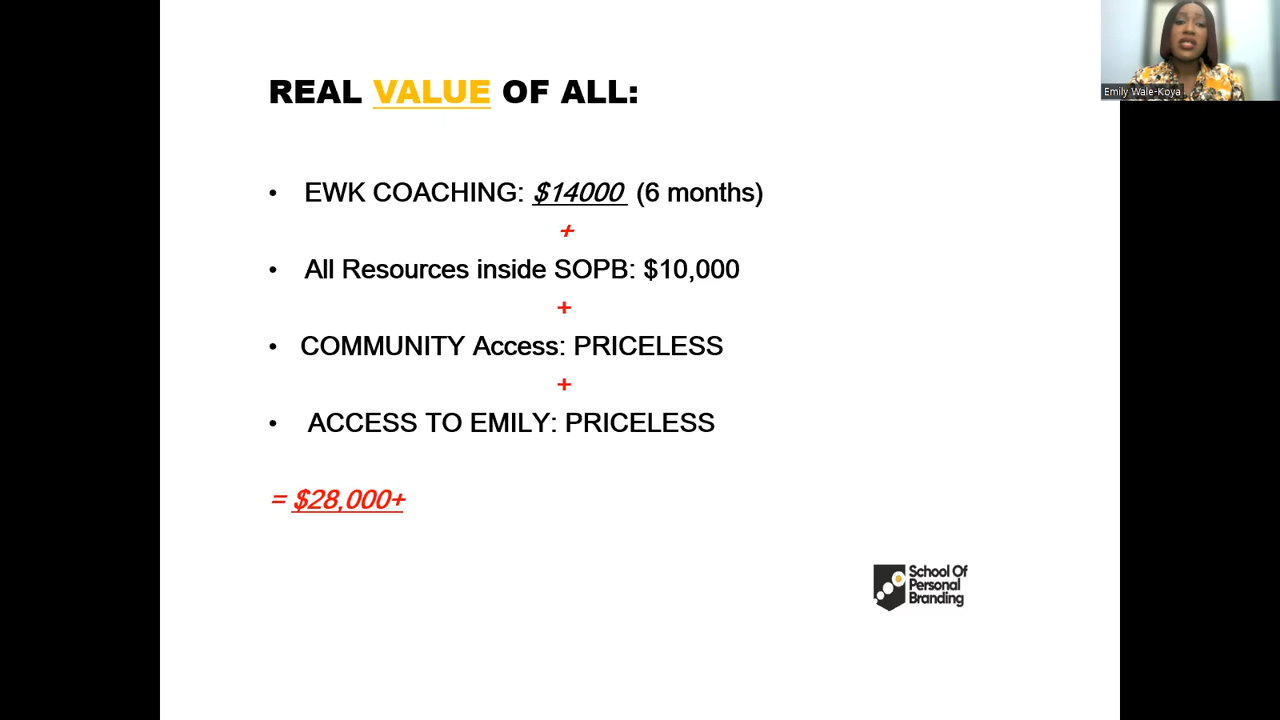 REAL VALUE OF ALL:
• EWK COACHING: $14000 (6 months)
+
• All Resources inside SOPB: $10,000
+
• COMMUNITY Access: PRICELESS
+
• ACCESS TO EMILY: PRICELESS
= $28,000+
School Of
Personal
Branding
Emily Wale-Koya